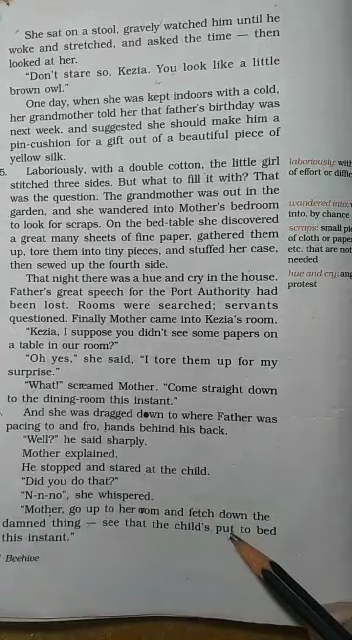 She sat on a stool, gravely watched him until he
woke and stretched, and asked the time — then
looked at her.
"Don't stare so, Kezia. You look like a little
brown owl."
One day, when she was kept indoors with a cold,
her grandmother told her that father's birthday was
next week, and suggested she should make him a
pin-cushion for a gift out of a beautiful piece of
yellow silk.
5. Laboriously, with a double cotton, the little girl
stitched three sides. But what to fill it with? That
was the question. The grandmother was out in the
garden, and she wandered into Mother's bedroom
to look for scraps. On the bed-table she discovered
a great many sheets of fine paper, gathered them
up, tore them into tiny pieces, and stuffed her case,
then sewed up the fourth side.
That night there was a hue and cry in the house.
Father's great speech for the Port Authority had
been lost. Rooms were searched; servants
questioned. Finally Mother came into Kezia's room.
"Kezia, I suppose you didn't see some papers on
a table in our room?"
"Oh yes," she said, "I tore them up for my
surprise."
"What!" screamed Mother. "Come straight down
to the dining-room this instant."
And she was dragged down to where Father was
pacing to and fro, hands behind his back.
"Well?" he said sharply.
Mother explained.
He stopped and stared at the child.
"Did you do that?"
"N-n-no", she whispered.
"Mother, go up to her room and fetch down the
damned thing — see that the child's put to bed
this instant."
Beehive
laboriously: with
of effort or
wandered into:
into, by chance
scraps: small
of cloth or paper
etc. that are not
needed
hue and cry:
protest